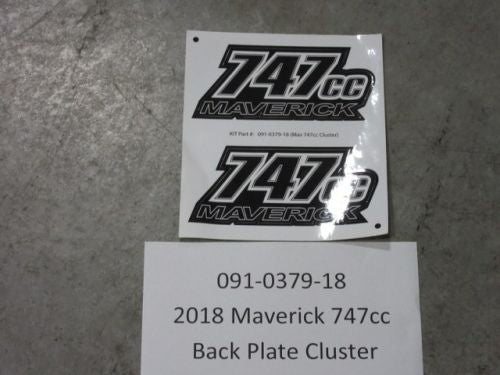 747cc
MAVERICK
KIT Part #: 091-0379-18 (Mav 747cc Cluster)
747cc
MAVERICK
091-0379-18
2018 Maverick 747cc
Back Plate Cluster